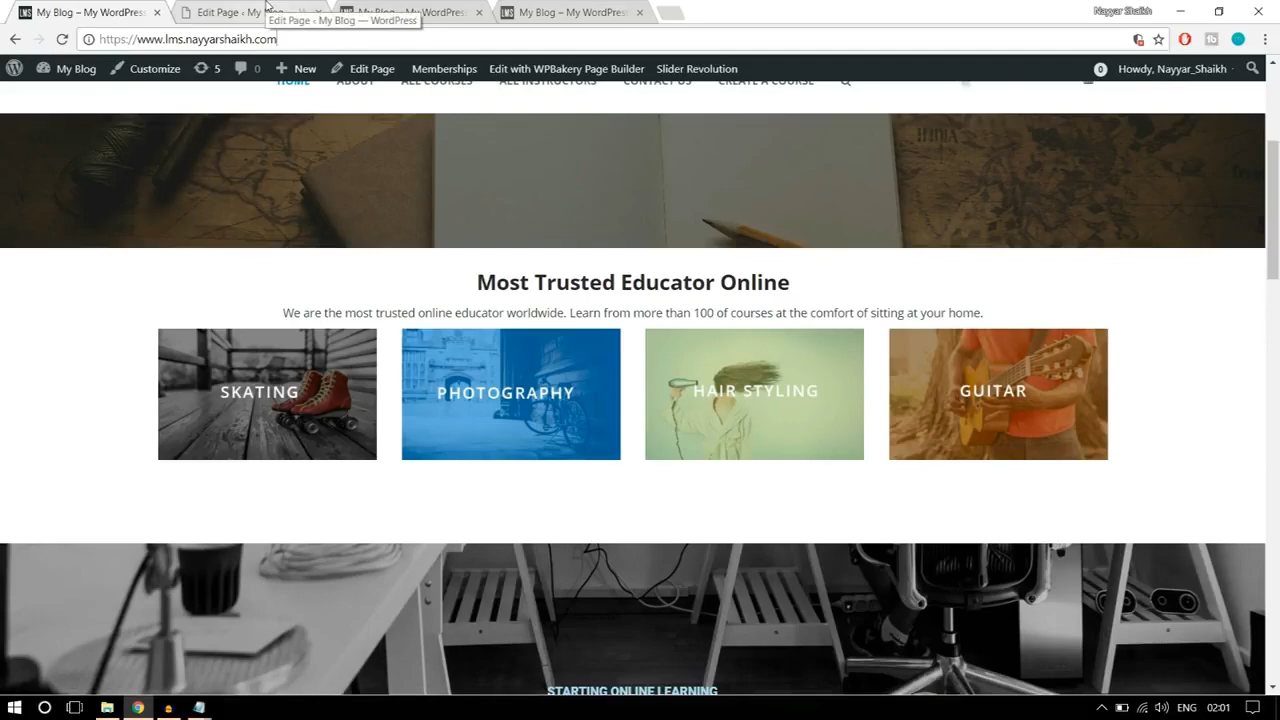 My Blog – My WordPress
Edit Page ‹ My Blog
My Blog – My WordPress
My Blog – My WordPress
Nayyar Shaikh
Edit Page ‹ My Blog — WordPress
https://www.lms.nayyarshaikh.com
My Blog
Customize
5
0
New
Edit Page
Memberships
Edit with WPBakery Page Builder
Slider Revolution
0
Howdy, Nayyar_Shaikh
HOME
ABOUT
ALL COURSES
ALL INSTRUCTORS
CONTACT US
CREATE A COURSE
INDIA
Most Trusted Educator Online
We are the most trusted online educator worldwide. Learn from more than 100 of courses at the comfort of sitting at your home.
SKATING
PHOTOGRAPHY
HAIR STYLING
GUITAR
STARTING ONLINE LEARNING
ENG
02:01